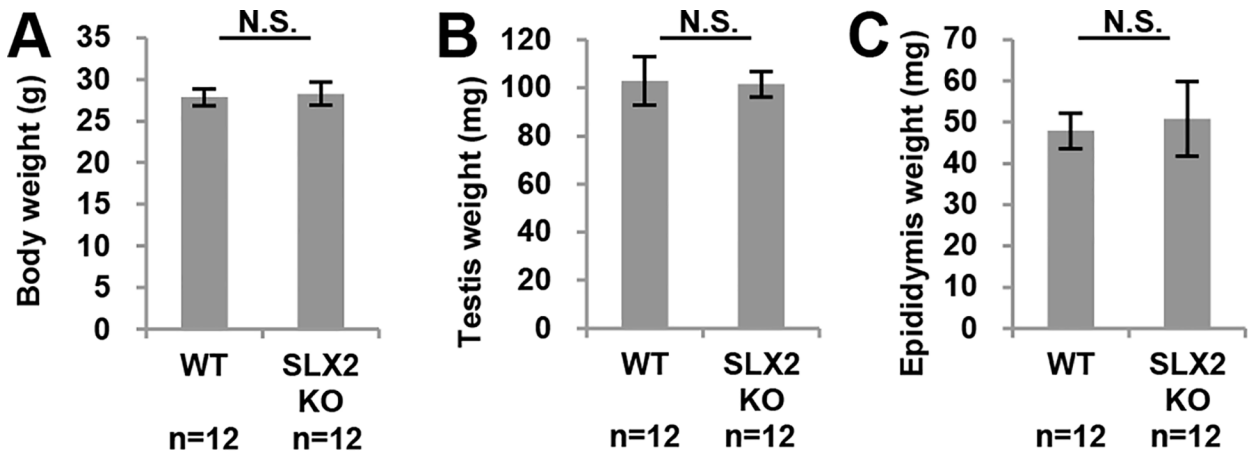 A
N.S.
Body weight (g)
35
30
25
20
15
10
5
0
WT
SLX2
KO
n=12
n=12
B
N.S.
Testis weight (mg)
120
100
80
60
40
20
0
WT
SLX2
KO
n=12
n=12
C
N.S.
Epididymis weight (mg)
70
60
50
40
30
20
10
0
WT
SLX2
KO
n=12
n=12